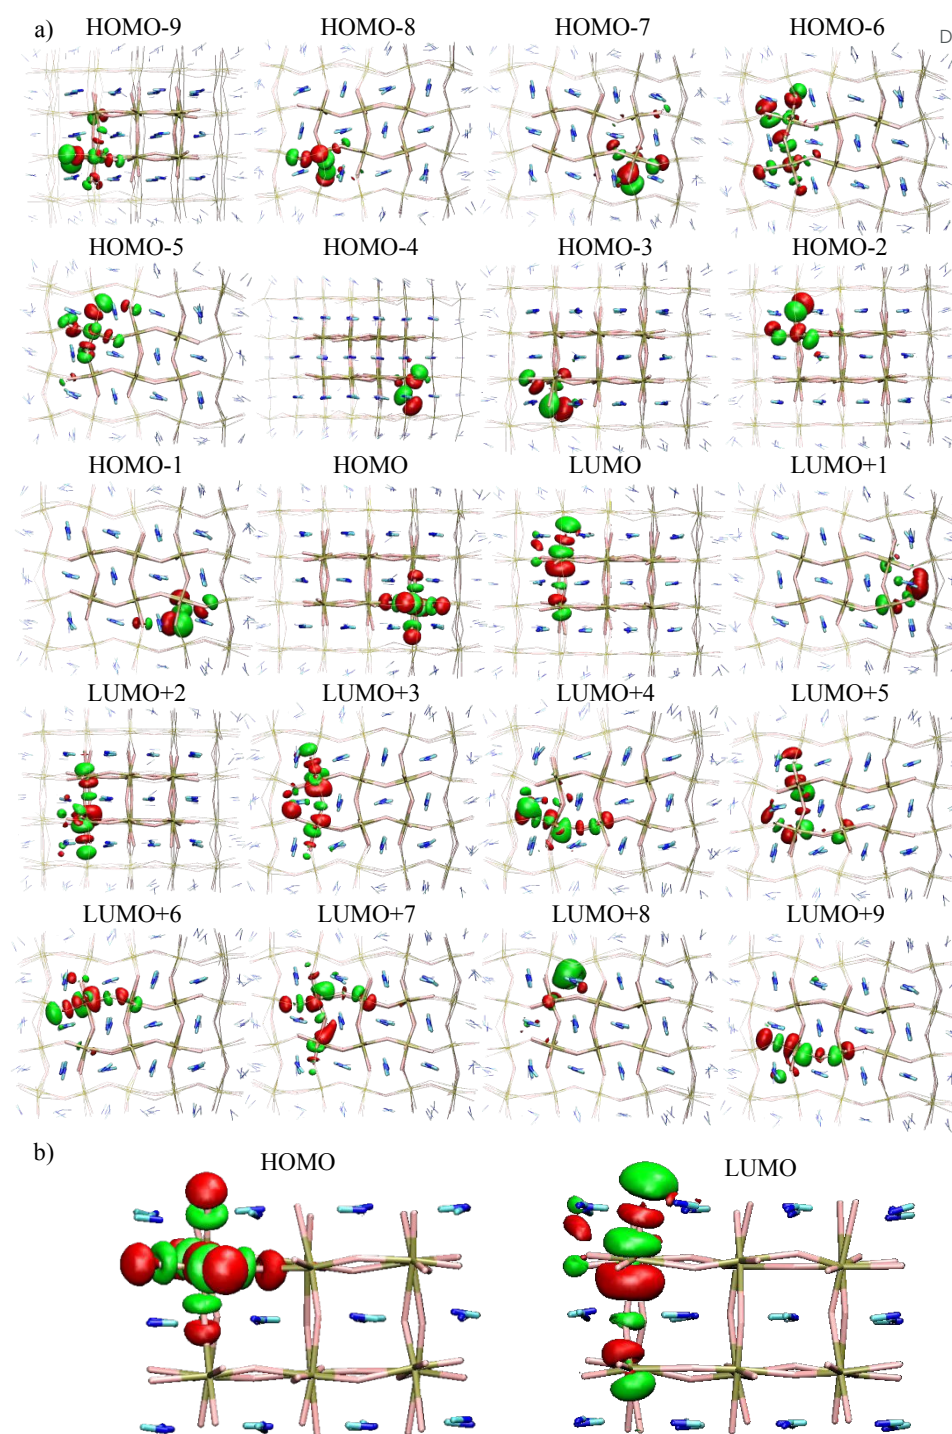 a)
HOMO-9 HOMO-8 HOMO-7 HOMO-6
D
HOMO-5 HOMO-4 HOMO-3 HOMO-2
HOMO-1 HOMO LUMO LUMO+1
LUMO+2 LUMO+3 LUMO+4 LUMO+5
LUMO+6 LUMO+7 LUMO+8 LUMO+9
b)
HOMO LUMO